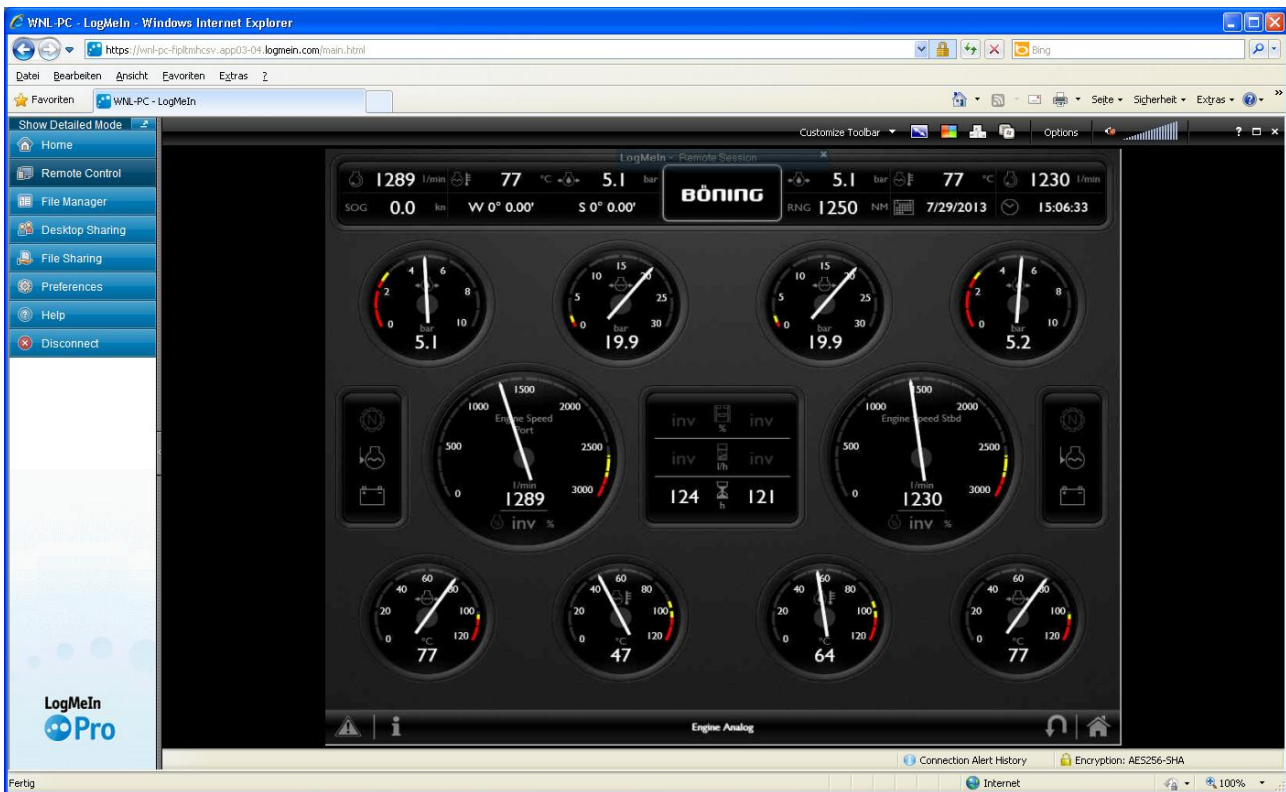 WNL-PC - LogMeIn - Windows Internet Explorer
https://wnl-pc-fipltmhcsv.app03-04.logmein.com/main.html
Bing
Datei Bearbeiten Ansicht Favoriten Extras ?
Favoriten WNL-PC - LogMeIn
Seite Sicherheit Extras
Show Detailed Mode
Customize Toolbar Options ?
Home
Remote Control
File Manager
Desktop Sharing
File Sharing
Preferences
Help
Disconnect
LogMeIn - Remote Session
1289 l/min 77 °C 5.1 bar BÖNING 5.1 bar 77 °C 1230 l/min
SOG 0.0 kn W 0° 0.00' S 0° 0.00' RNG 1250 NM 7/29/2013 15:06:33
0 2 4 6 8 10
bar
5.1
0 5 10 15 20 25 30
bar
19.9
0 5 10 15 20 25 30
bar
19.9
0 2 4 6 8 10
bar
5.2
0 500 1000 1500 2000 2500 3000
Engine Speed
Port
l/min
1289
inv %
inv % inv
inv l/h inv
124 h 121
0 500 1000 1500 2000 2500 3000
Engine Speed Stbd
l/min
1230
inv %
0 20 40 60 80 100 120
°C
77
0 20 40 60 80 100 120
°C
47
0 20 40 60 80 100 120
°C
64
0 20 40 60 80 100 120
°C
77
Engine Analog
LogMeIn
Pro
Connection Alert History Encryption: AES256-SHA
Fertig Internet 100%